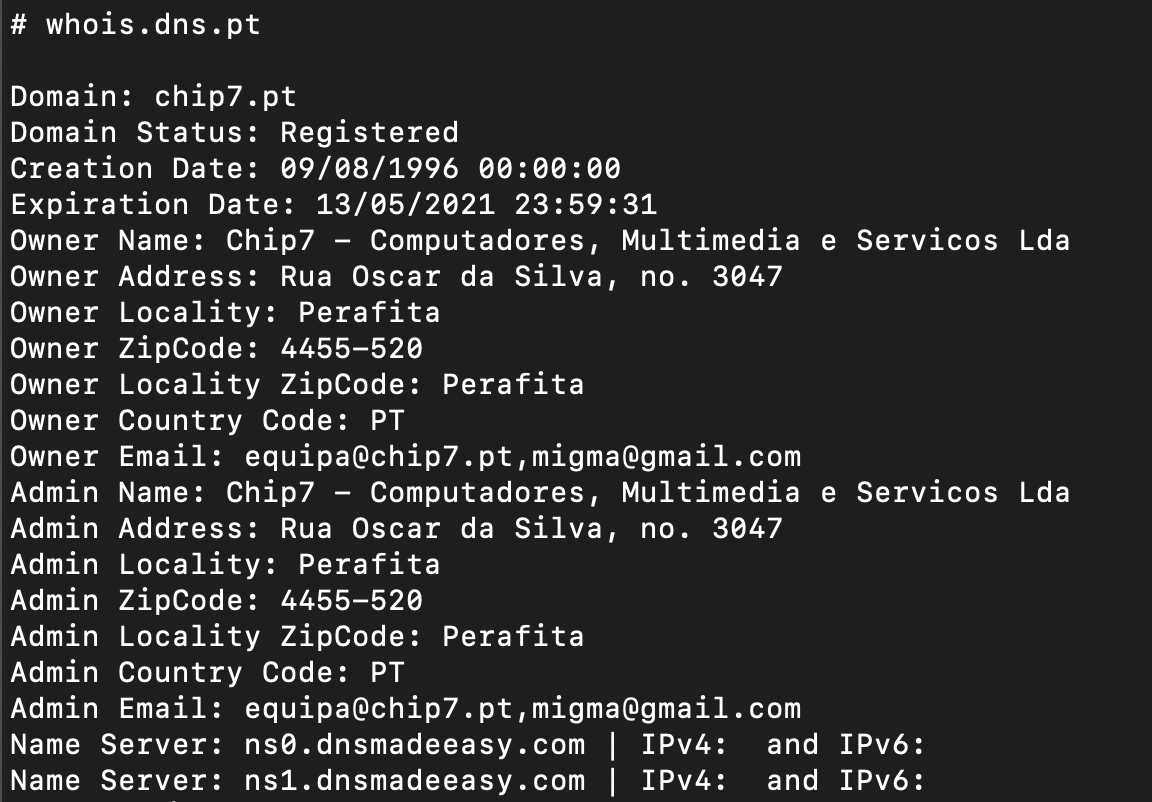 # whois.dns.pt
Domain: chip7.pt
Domain Status: Registered
Creation Date: 09/08/1996 00:00:00
Expiration Date: 13/05/2021 23:59:31
Owner Name: Chip7 - Computadores, Multimedia e Servicos Lda
Owner Address: Rua Oscar da Silva, no. 3047
Owner Locality: Perafita
Owner ZipCode: 4455-520
Owner Locality ZipCode: Perafita
Owner Country Code: PT
Owner Email: equipa@chip7.pt,migma@gmail.com
Admin Name: Chip7 - Computadores, Multimedia e Servicos Lda
Admin Address: Rua Oscar da Silva, no. 3047
Admin Locality: Perafita
Admin ZipCode: 4455-520
Admin Locality ZipCode: Perafita
Admin Country Code: PT
Admin Email: equipa@chip7.pt,migma@gmail.com
Name Server: ns0.dnsmadeeasy.com | IPv4:  and IPv6:
Name Server: ns1.dnsmadeeasy.com | IPv4:  and IPv6: